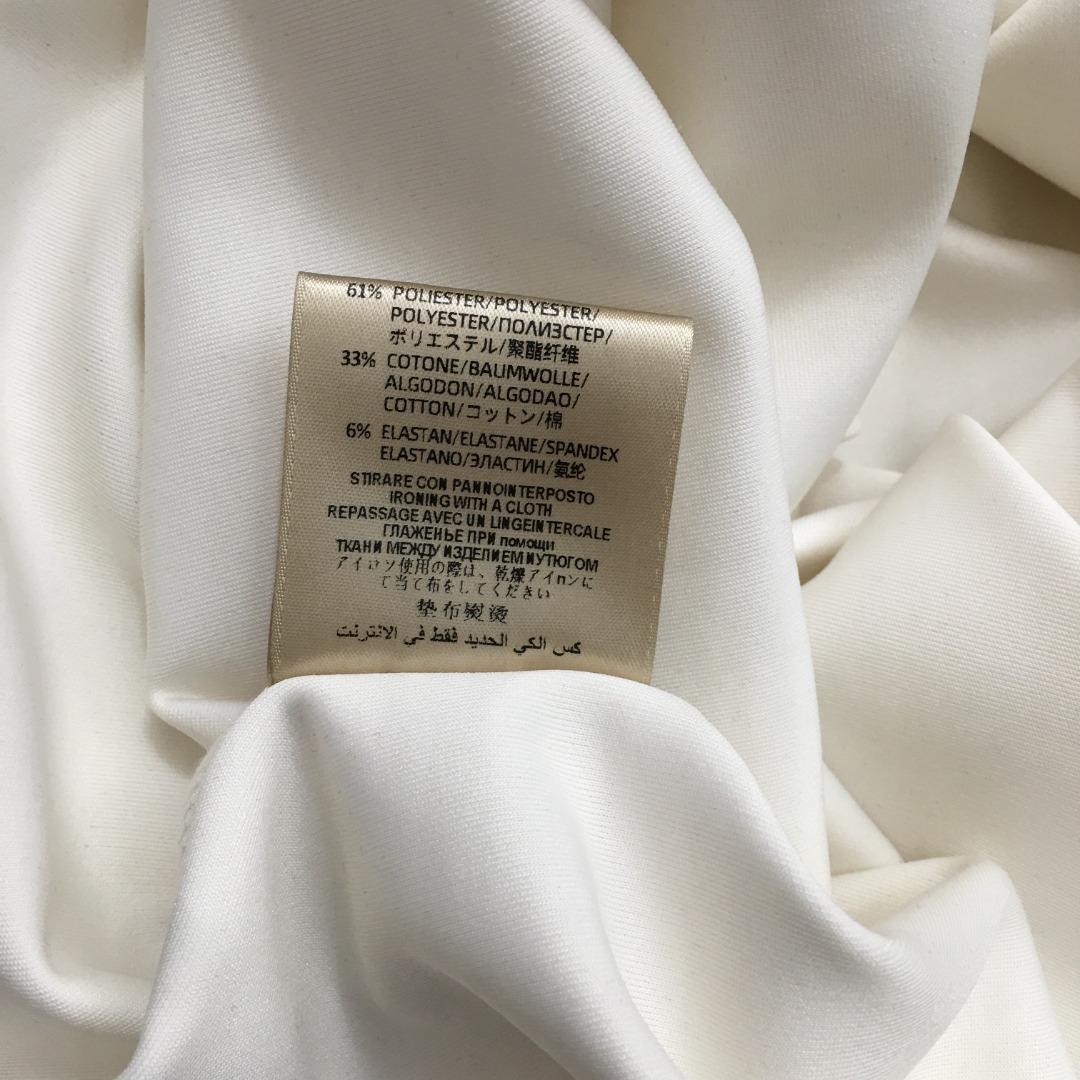 61% POLIESTER/POLYESTER/
POLYESTER/ПОЛИЭСТЕР/
ポリエステル/聚酯纤维
33% COTONE/BAUMWOLLE/
ALGODON/ALGODAO/
COTTON/コットン/棉
6% ELASTAN/ELASTANE/SPANDEX
ELASTANO/ЭЛАСТИН/氨纶
STIRARE CON PANNOINTERPOSTO
IRONING WITH A CLOTH
REPASSAGE AVEC UN LINGEINTERCALE
ГЛАЖЕНЬЕ ПРИ помощи
ТКАНИ МЕЖДУ ИЗДЕЛИЕМ ИУТЮГОМ
アイロソ使用の際は、乾燥アイnンに
て当て布をしてください
垫布熨烫
كس الكي الحديد فقط في الانترنت